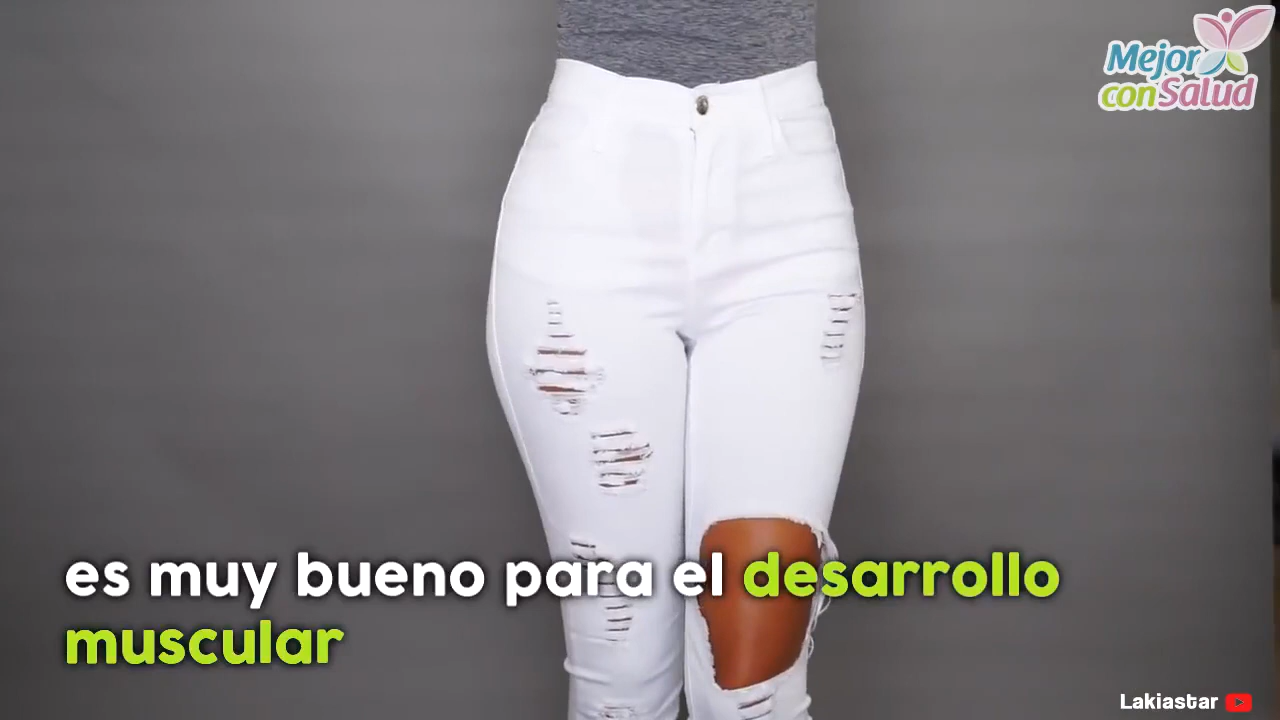 Mejor
conSalud
es muy bueno para el desarrollo
muscular
Lakiastar